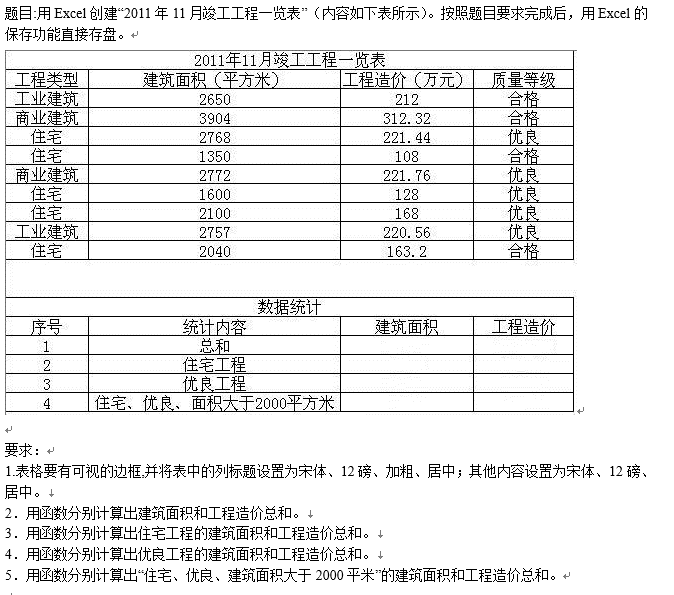 题目:用Excel创建“2011年11月竣工工程一览表”（内容如下表所示）。按照题目要求完成后，用Excel的
保存功能直接存盘。
2011年11月竣工工程一览表
工程类型 建筑面积（平方米） 工程造价（万元） 质量等级
工业建筑 2650 212 合格
商业建筑 3904 312.32 合格
住宅 2768 221.44 优良
住宅 1350 108 合格
商业建筑 2772 221.76 优良
住宅 1600 128 优良
住宅 2100 168 优良
工业建筑 2757 220.56 优良
住宅 2040 163.2 合格
数据统计
序号 统计内容 建筑面积 工程造价
1 总和
2 住宅工程
3 优良工程
4 住宅、优良、面积大于2000平方米
要求：
1.表格要有可视的边框,并将表中的列标题设置为宋体、12磅、加粗、居中；其他内容设置为宋体、12磅、
居中。
2．用函数分别计算出建筑面积和工程造价总和。
3．用函数分别计算出住宅工程的建筑面积和工程造价总和。
4．用函数分别计算出优良工程的建筑面积和工程造价总和。
5．用函数分别计算出“住宅、优良、建筑面积大于2000平米”的建筑面积和工程造价总和。